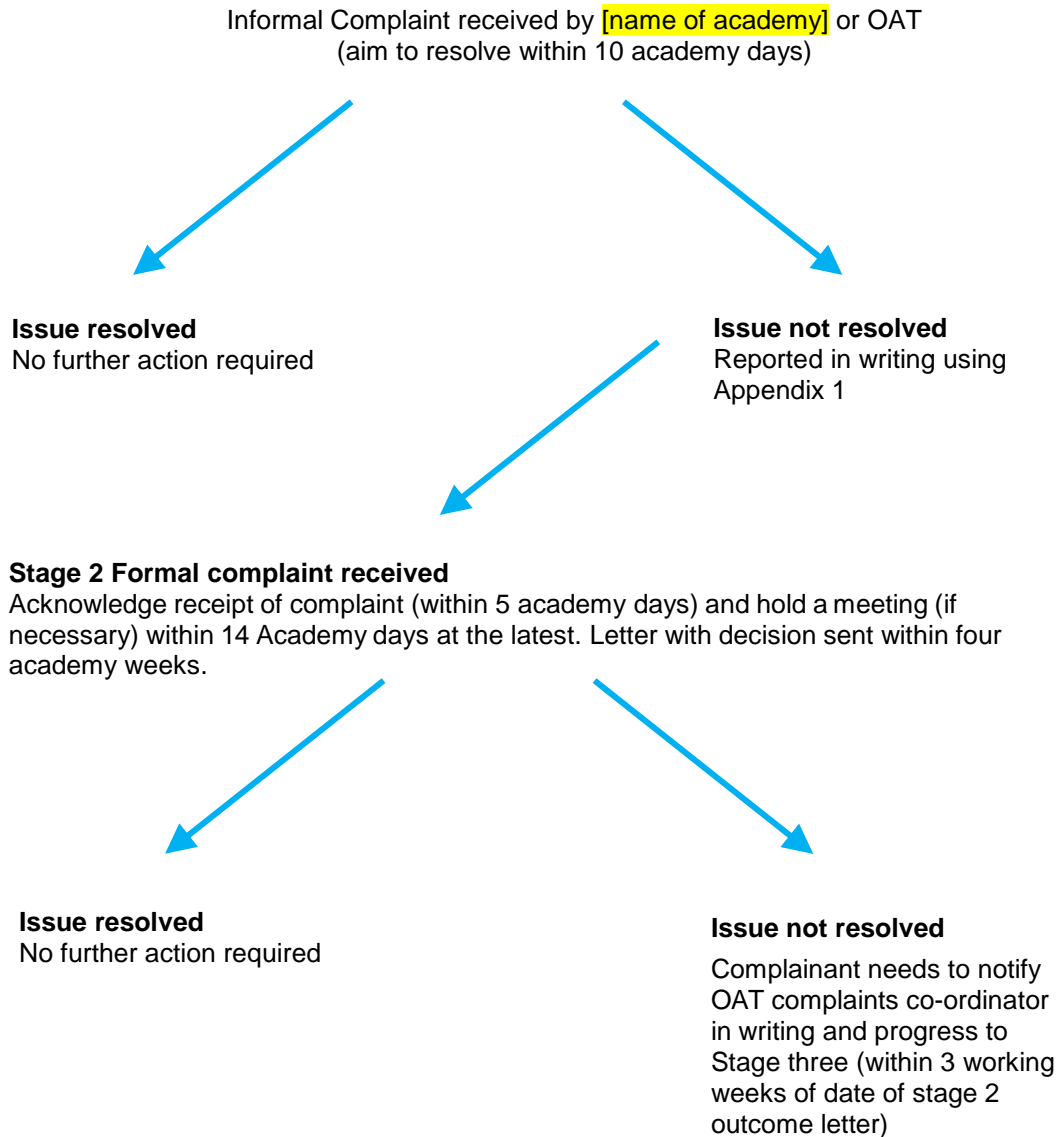 Informal Complaint received by [name of academy] or OAT
(aim to resolve within 10 academy days)
Issue resolved
No further action required
Issue not resolved
Reported in writing using
Appendix 1
Stage 2 Formal complaint received
Acknowledge receipt of complaint (within 5 academy days) and hold a meeting (if
necessary) within 14 Academy days at the latest. Letter with decision sent within four
academy weeks.
Issue resolved
No further action required
Issue not resolved
Complainant needs to notify
OAT complaints co-ordinator
in writing and progress to
Stage three (within 3 working
weeks of date of stage 2
outcome letter)